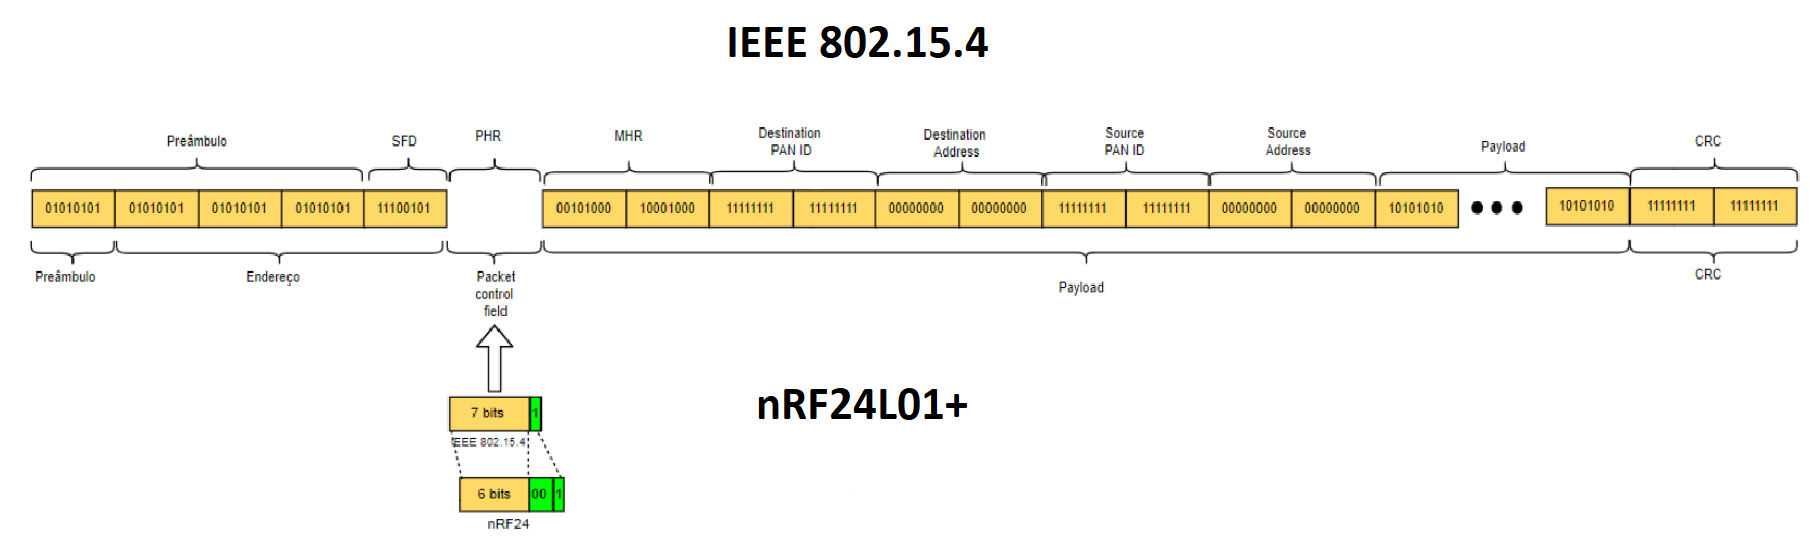 IEEE 802.15.4
Preâmbulo
SFD
PHR
MHR
Destination
PAN ID
Destination
Address
Source
PAN ID
Source
Address
Payload
CRC
01010101 01010101 01010101 01010101 11100101 00101000 10001000 11111111 11111111 00000000 00000000 11111111 11111111 00000000 00000000 10101010 10101010 11111111 11111111
Preâmbulo
Endereço
Packet
control
field
Payload
CRC
nRF24L01+
7 bits 1
IEEE 802.15.4
6 bits 00 1
nRF24